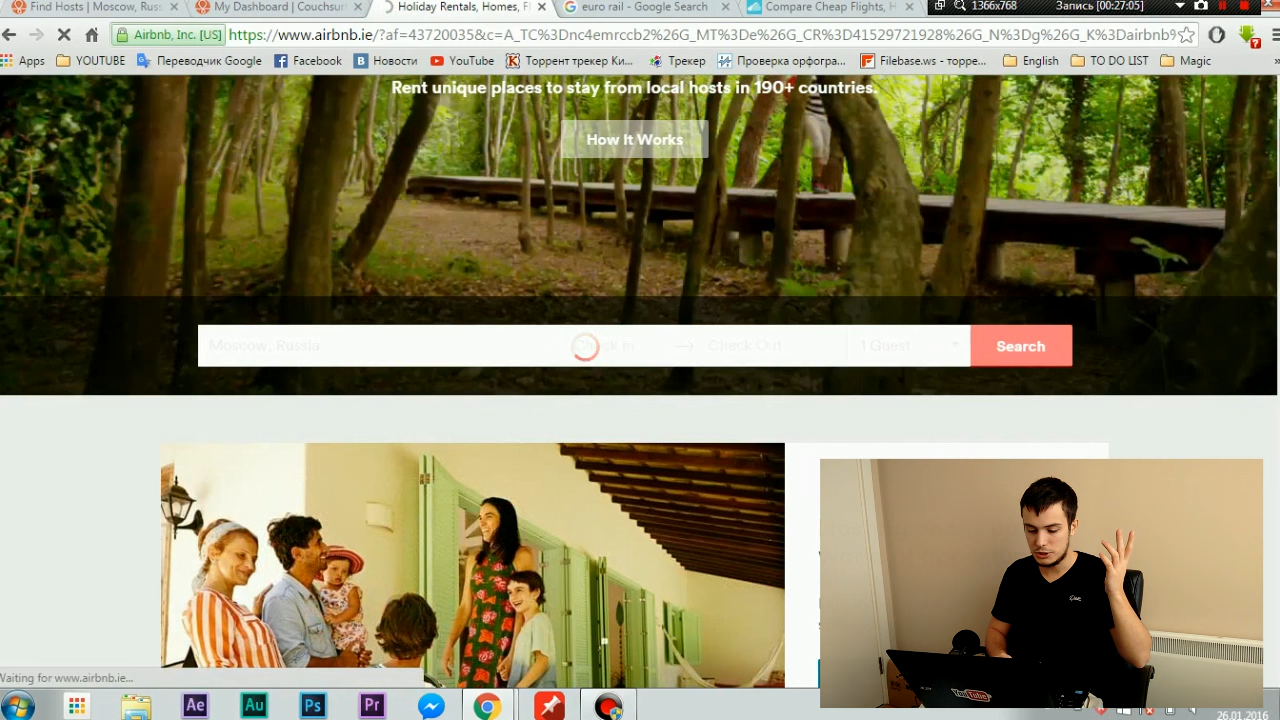 Find Hosts | Moscow, Russ
My Dashboard | Couchsur
Holiday Rentals, Homes, F
euro rail - Google Search
Compare Cheap Flights, H
1366x768
Запись [00:27:05]
Airbnb, Inc. [US]
https://www.airbnb.ie/?af=43720035&c=A_TC%3Dnc4emrccb2%26G_MT%3De%26G_CR%3D41529721928%26G_N%3Dg%26G_K%3Dairbnb%
7
Apps
YOUTUBE
Переводчик Google
Facebook
Новости
YouTube
Торрент трекер Ки...
Трекер
Проверка орфогра...
Filebase.ws - торре...
English
TO DO LIST
Magic
Rent unique places to stay from local hosts in 190+ countries.
How It Works
Moscow, Russia
Check Out
1 Guest
Search
Waiting for www.airbnb.ie...
YouTube
Ae
Au
Ps
Pr
26.01.2016